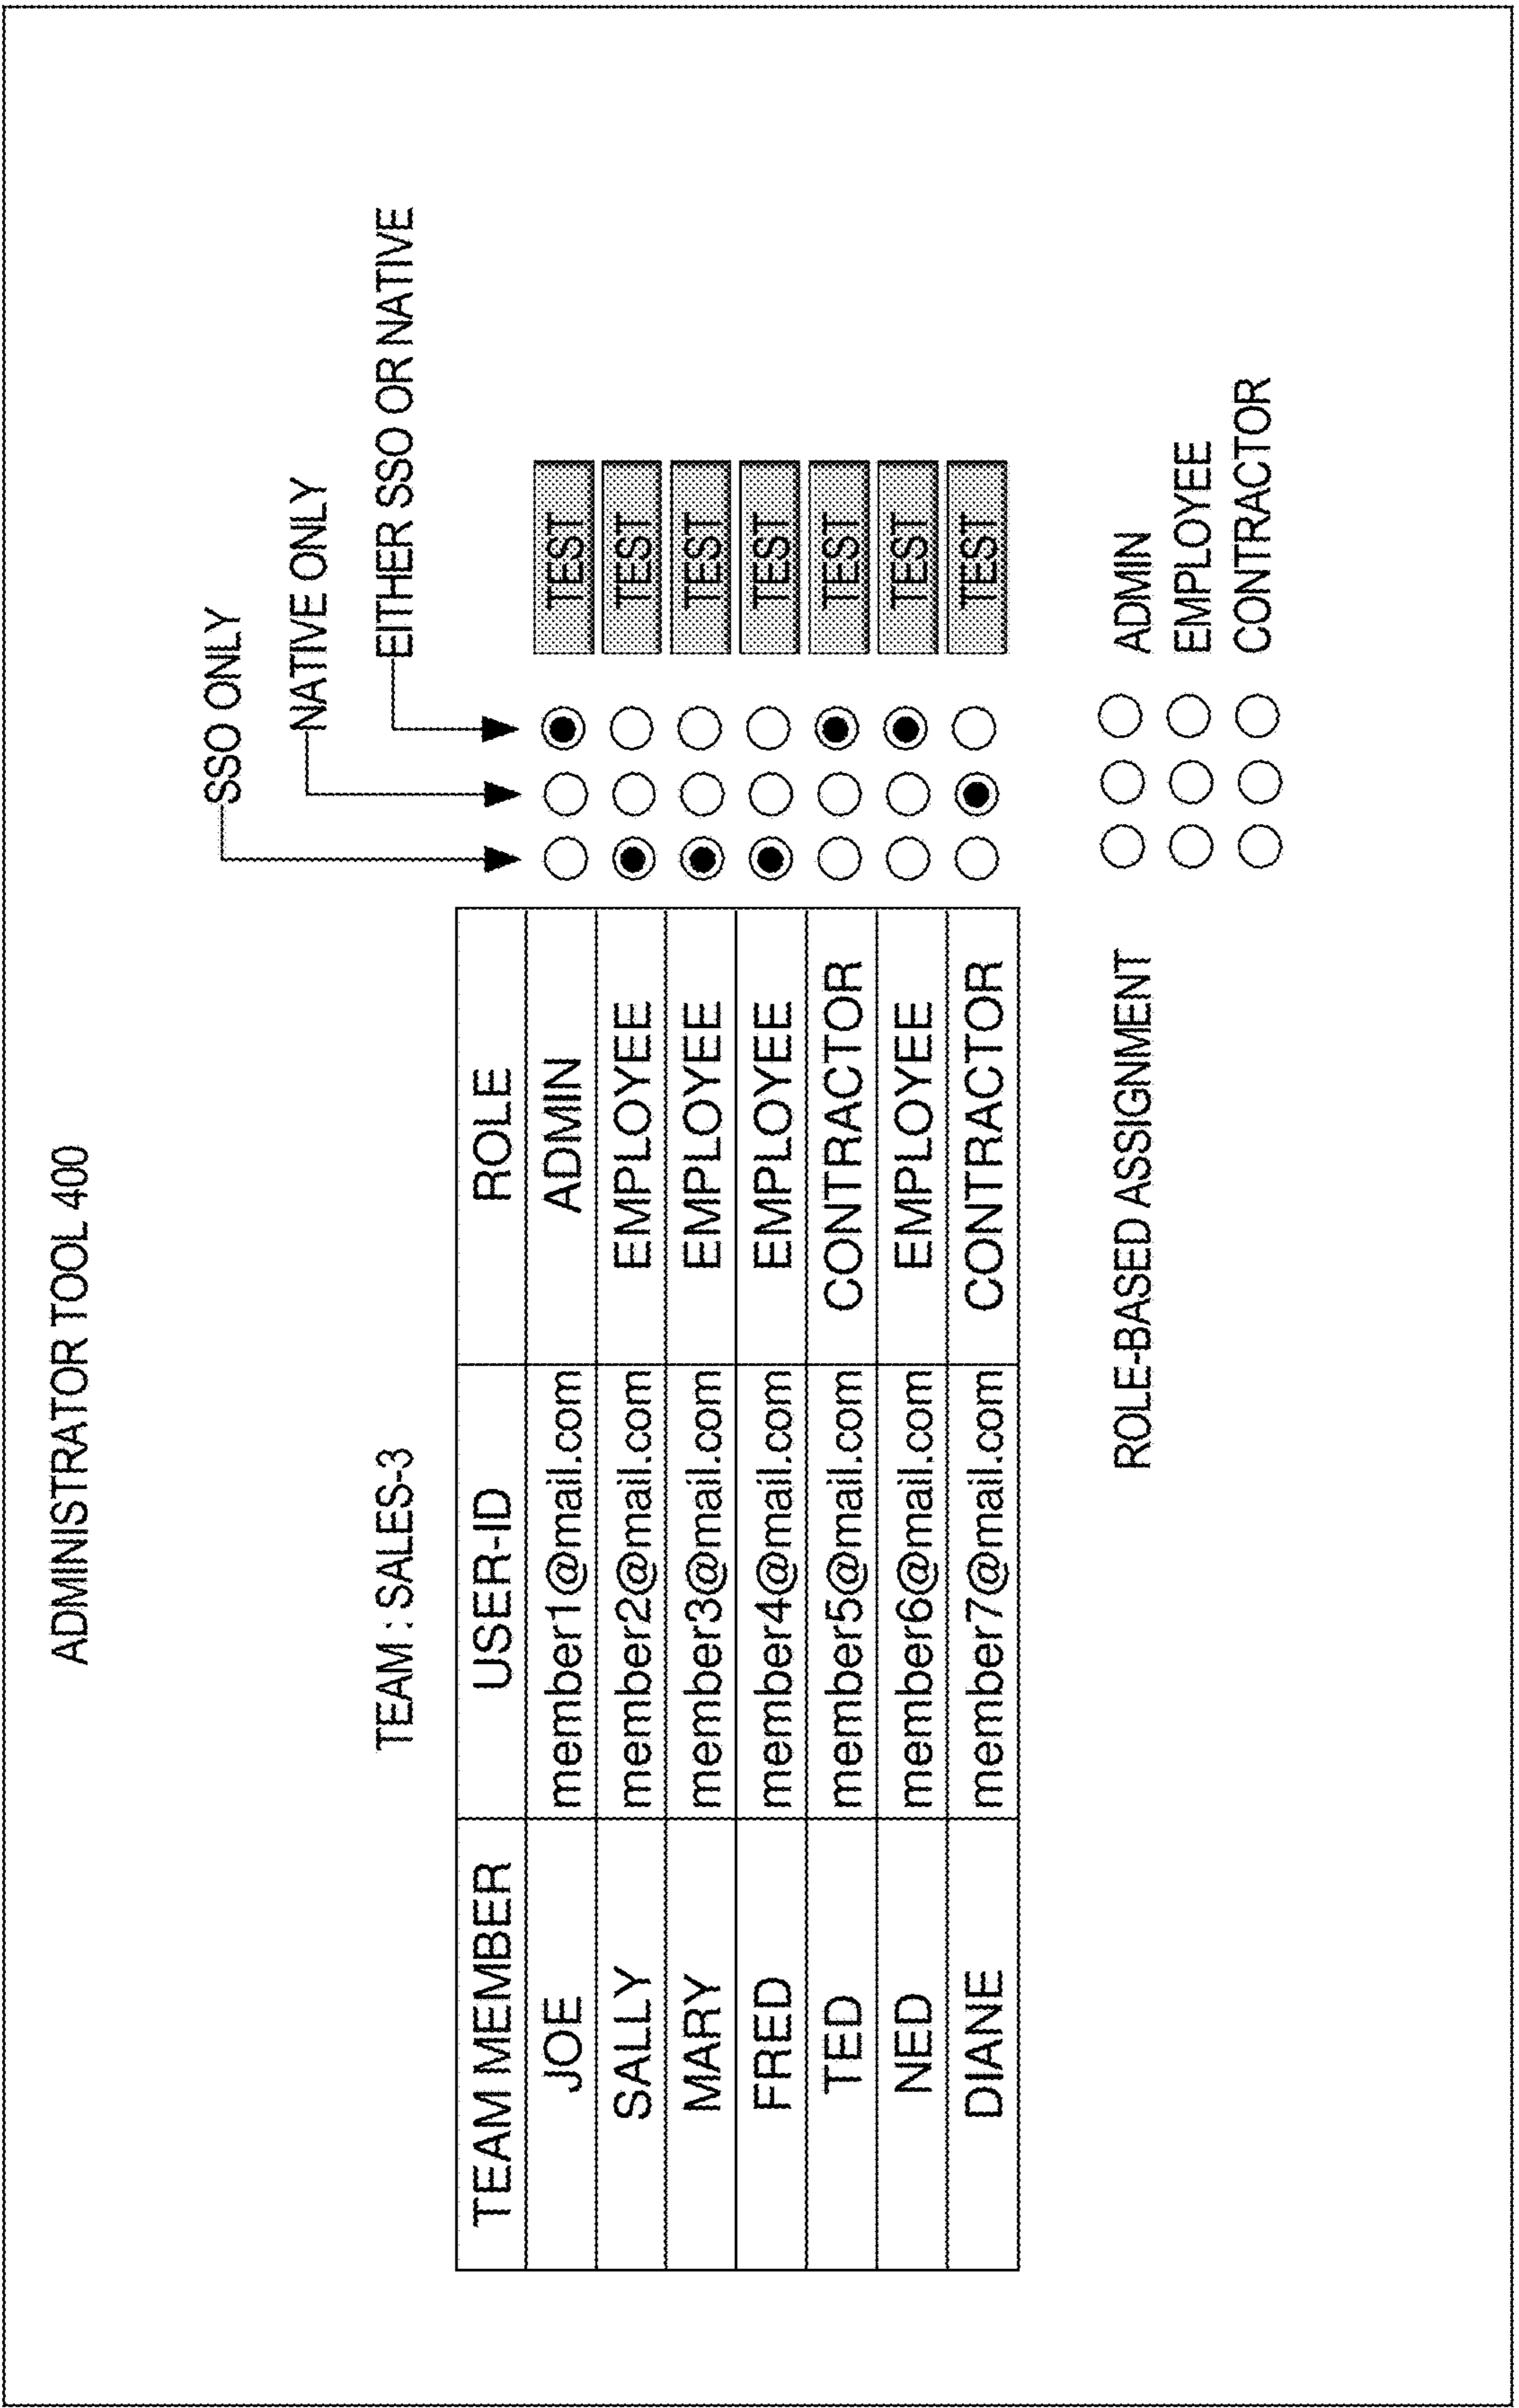 ADMINISTRATOR TOOL 400
SSO ONLY
NATIVE ONLY
TEAM : SALES-3 EITHER SSO OR NATIVE
TEAM MEMBER USER-ID ROLE
JOE member1@mail.com ADMIN TEST
SALLY member2@mail.com EMPLOYEE TEST
MARY member3@mail.com EMPLOYEE TEST
FRED member4@mail.com EMPLOYEE TEST
TED member5@mail.com CONTRACTOR TEST
NED member6@mail.com EMPLOYEE TEST
DIANE member7@mail.com CONTRACTOR TEST
ROLE-BASED ASSIGNMENT ADMIN
EMPLOYEE
CONTRACTOR